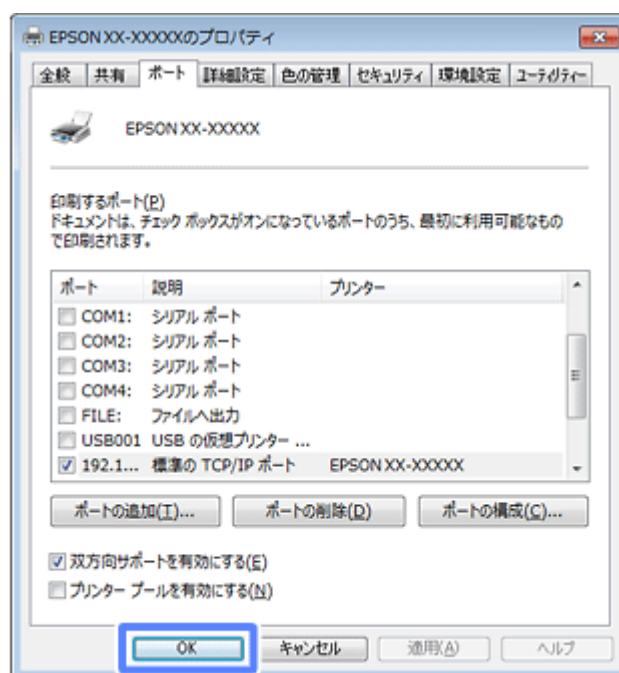 EPSON XX-XXXXXのプロパティ
全般 共有 ポート 詳細設定 色の管理 セキュリティ 環境設定 ユーティリティー
EPSON XX-XXXXX
印刷するポート(P)
ドキュメントは、チェック ボックスがオンになっているポートのうち、最初に利用可能なもの
で印刷されます。
ポート 説明 プリンター
COM1: シリアル ポート
COM2: シリアル ポート
COM3: シリアル ポート
COM4: シリアル ポート
FILE: ファイルへ出力
USB001 USB の仮想プリンター ...
192.1... 標準の TCP/IP ポート EPSON XX-XXXXX
ポートの追加(T)... ポートの削除(D) ポートの構成(C)...
双方向サポートを有効にする(E)
プリンター プールを有効にする(N)
OK キャンセル 適用(A) ヘルプ